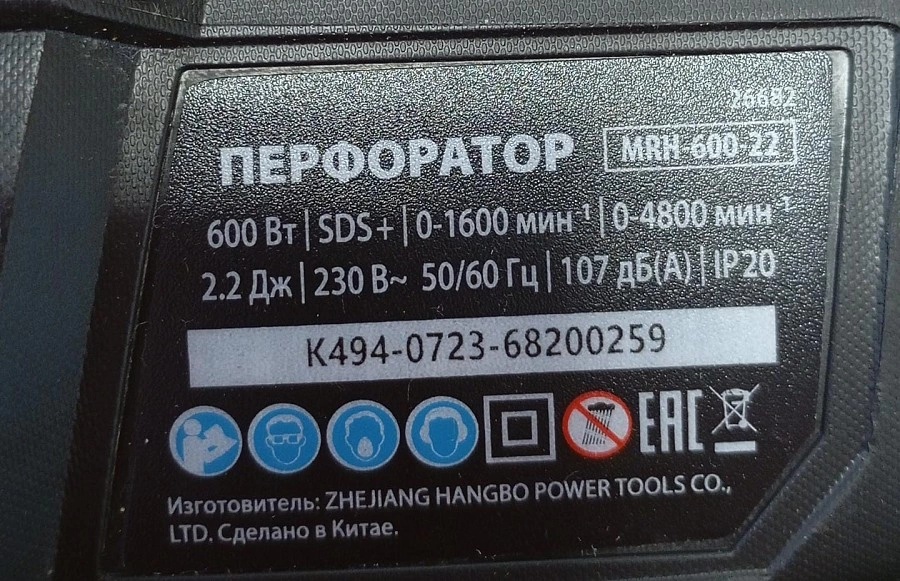 26682
ПЕРФОРАТОР MRH-600-22
600 Вт|SDS+|0-1600 мин⁻¹|0-4800 мин⁻¹
2.2 Дж|230 В~ 50/60 Гц|107 дБ(А)|IP20
K494-0723-68200259
EAC
Изготовитель: ZHEJIANG HANGBO POWER TOOLS CO.,
LTD. Сделано в Китае.